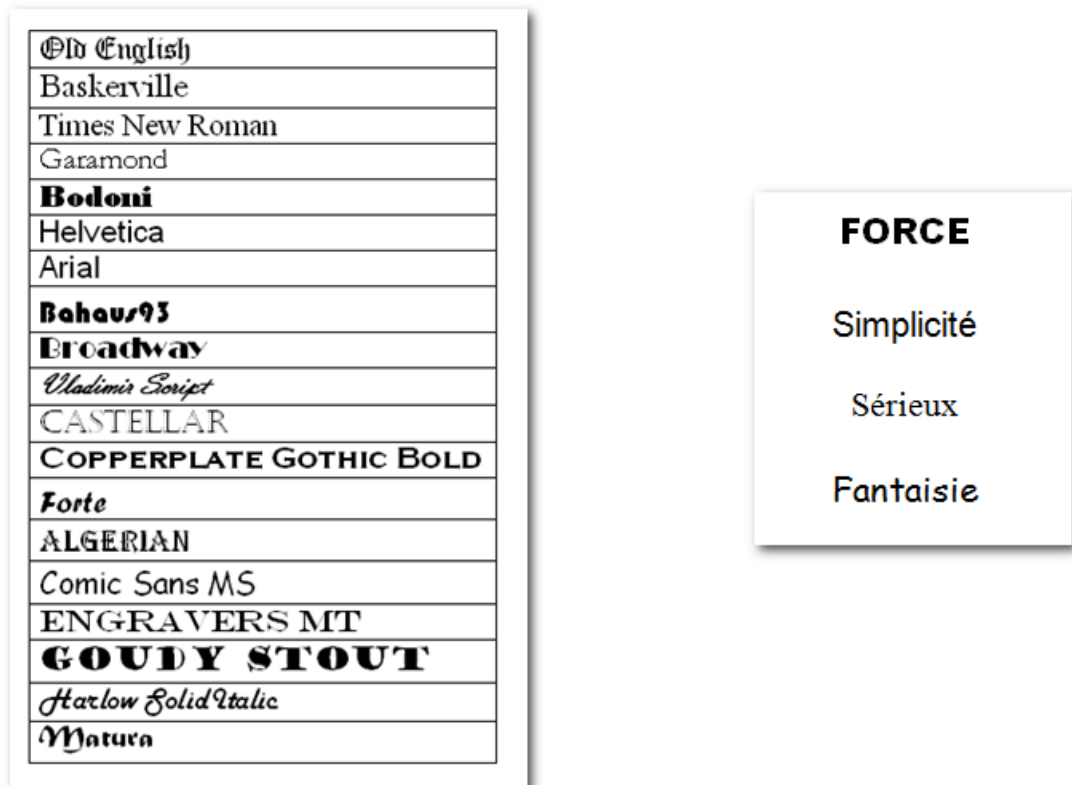 Old English
Baskerville
Times New Roman
Garamond
Bodoni
Helvetica
Arial
Bahaus93
Broadway
Vladimir Script
CASTELLAR
COPPERPLATE GOTHIC BOLD
Forte
ALGERIAN
Comic Sans MS
ENGRAVERS MT
GOUDY STOUT
Harlow Solid Italic
Matura
FORCE
Simplicité
Sérieux
Fantaisie